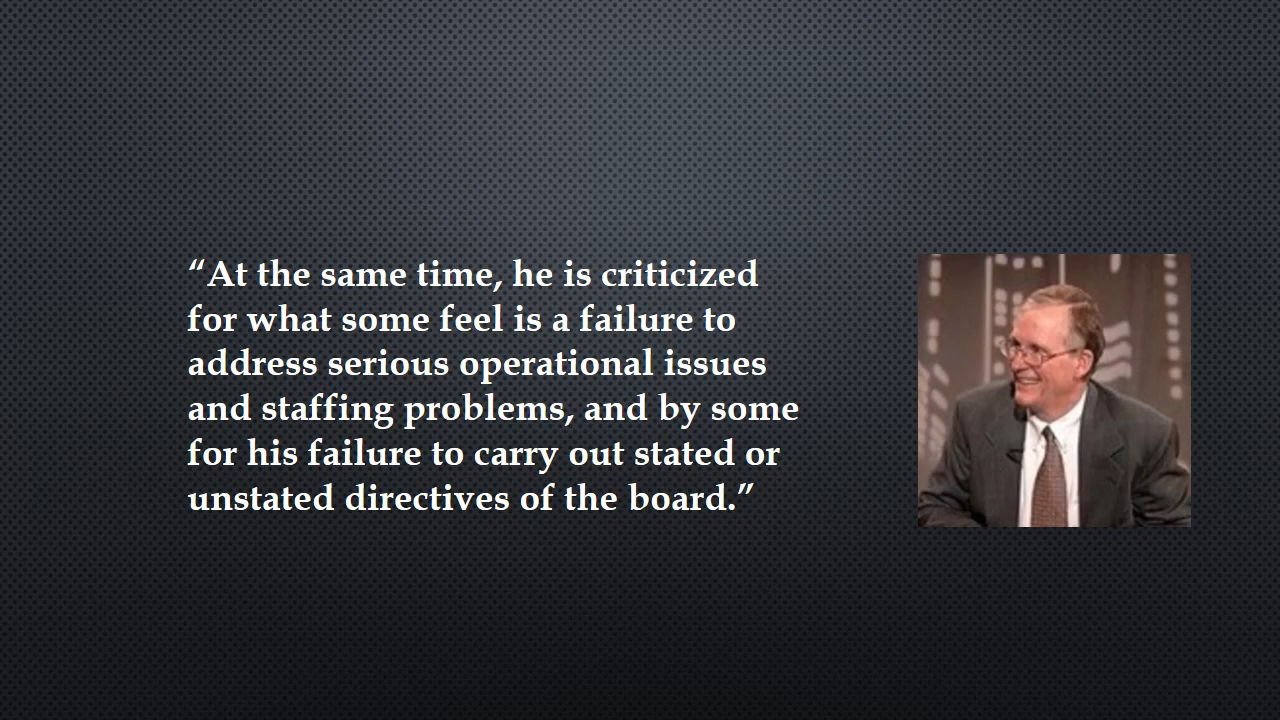 “At the same time, he is criticized
for what some feel is a failure to
address serious operational issues
and staffing problems, and by some
for his failure to carry out stated or
unstated directives of the board.”